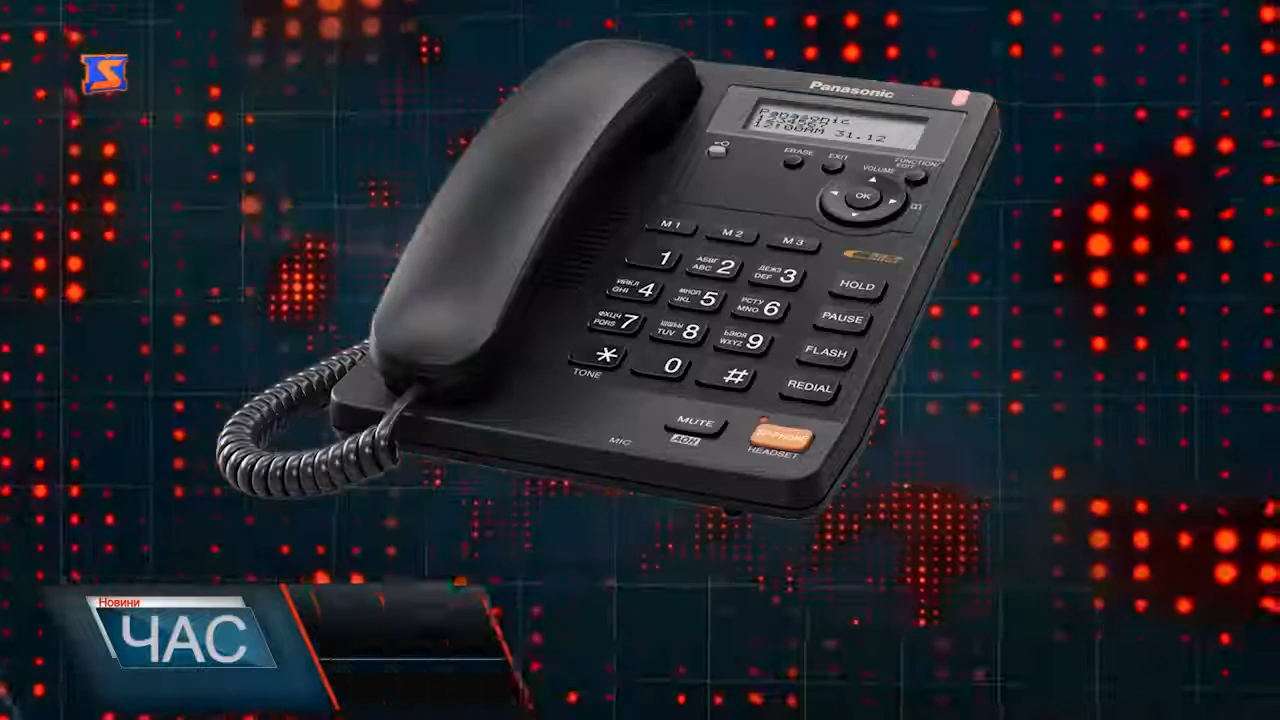 S
Panasonic
Panasonic
12:00AM 31.12
ERASE
EXIT
VOLUME
FUNCTION/
EDIT
OK
M 1
M 2
M 3
1
АБВГ
ABC
2
ДЕЖЗ
DEF
3
HOLD
ИЙКЛ
GHI
4
МНОП
JKL
5
РСТУ
MNO
6
PAUSE
ФХЦЧ
PQRS
7
ШЩЪЫ
TUV
8
ЬЭЮЯ
WXYZ
9
FLASH
*
0
#
REDIAL
TONE
MIC
MUTE
АОН
SP-PHONE
HEADSET
Новини
ЧАС